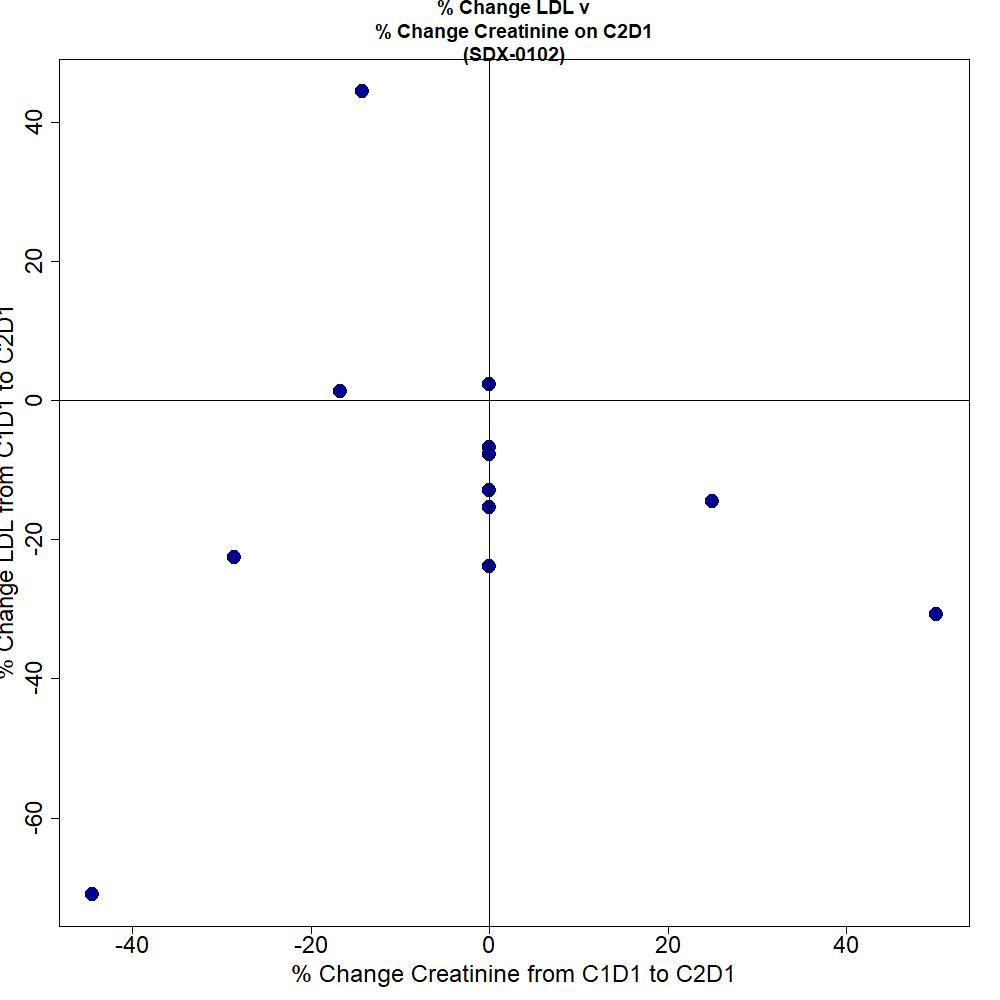 % Change LDL v
% Change Creatinine on C2D1
(SDX-0102)
% Change LDL from C1D1 to C2D1
40
20
0
-20
-40
-60
-40
-20
0
20
40
% Change Creatinine from C1D1 to C2D1